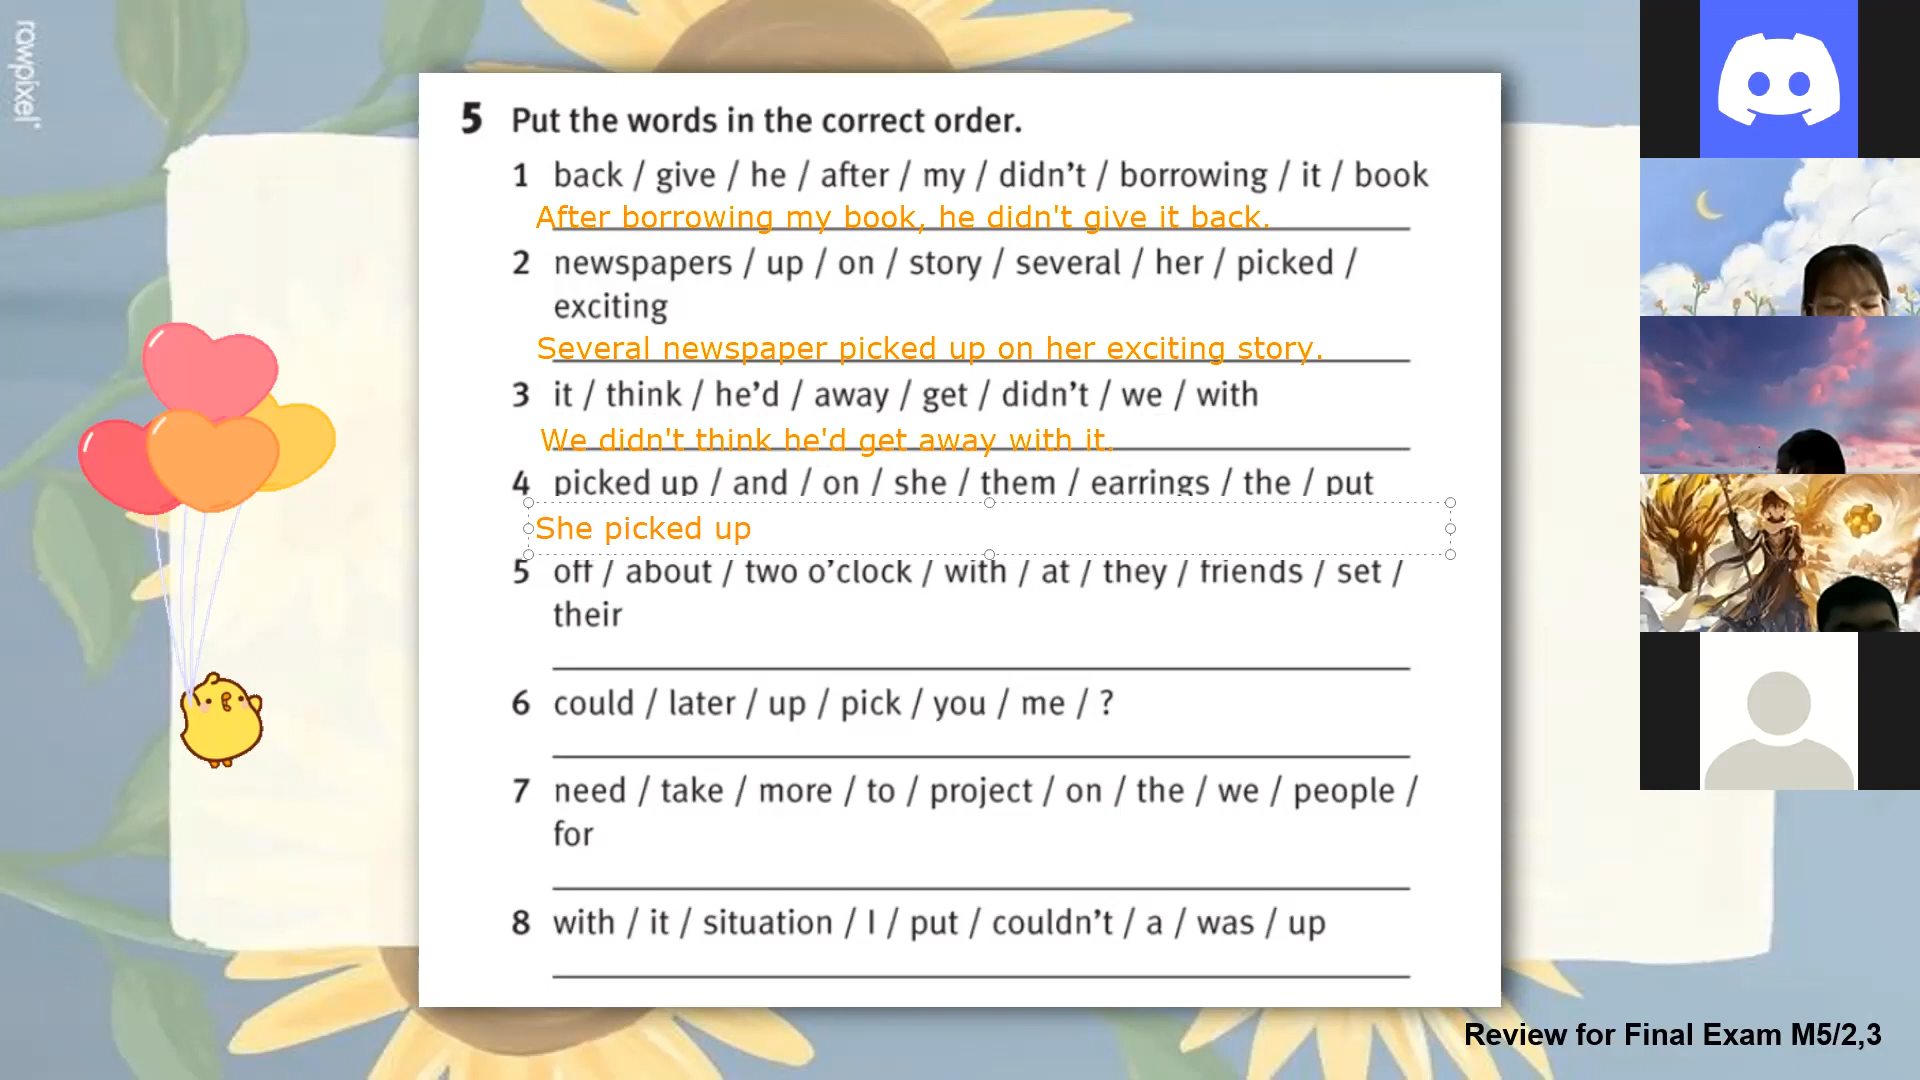 rawpixel
5 Put the words in the correct order.
1 back / give / he / after / my / didn't / borrowing / it / book
After borrowing my book, he didn't give it back.
2 newspapers / up / on / story / several / her / picked /
exciting
Several newspaper picked up on her exciting story.
3 it / think / he'd / away / get / didn't / we / with
We didn't think he'd get away with it.
4 picked up / and / on / she / them / earrings / the / put
She picked up
5 off / about / two o'clock / with / at / they / friends / set /
their
6 could / later / up / pick / you / me / ?
7 need / take / more / to / project / on / the / we / people /
for
8 with / it / situation / I / put / couldn't / a / was / up
Review for Final Exam M5/2,3